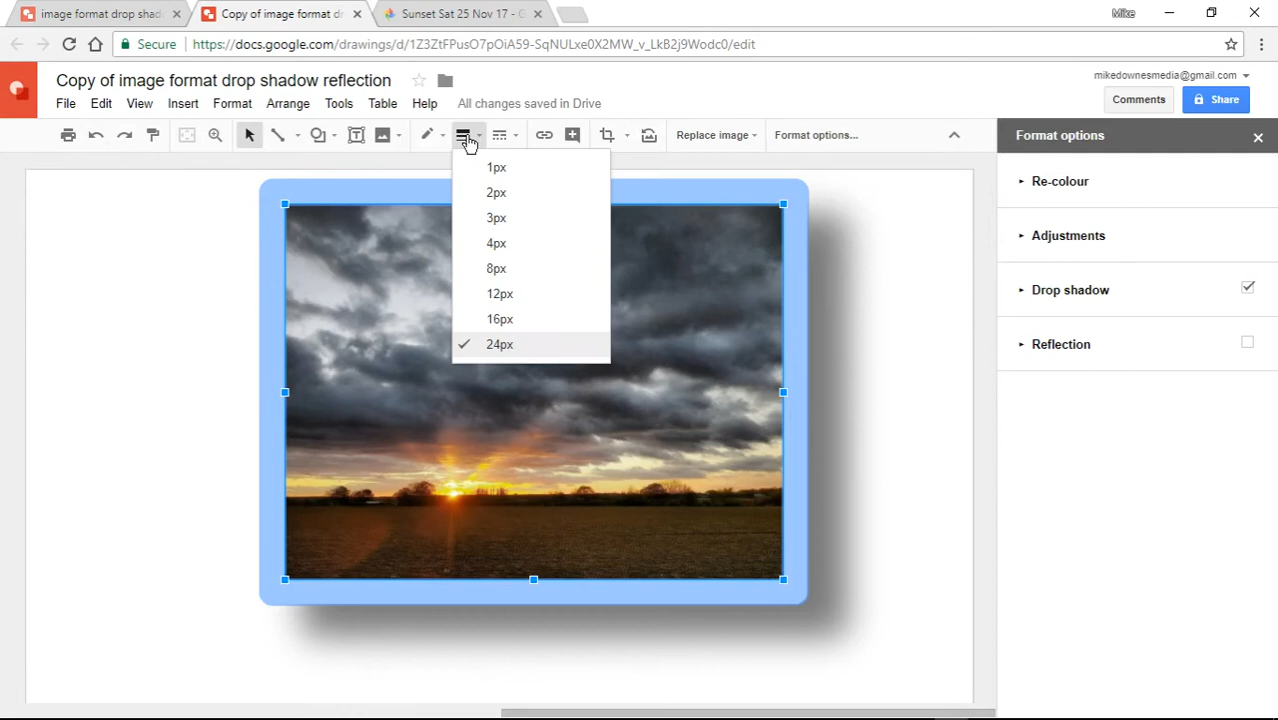 image format drop shado
Copy of image format dr
Sunset Sat 25 Nov 17 - G
Mike
Secure
https://docs.google.com/drawings/d/1Z3ZtFPusO7pOiA59-SqNULxe0X2MW_v_LkB2j9Wodc0/edit
Copy of image format drop shadow reflection
mikedownesmedia@gmail.com
File Edit View Insert Format Arrange Tools Table Help All changes saved in Drive
Comments
Share
Replace image
Format options...
Format options
1px
2px
3px
4px
8px
12px
16px
24px
Re-colour
Adjustments
Drop shadow
Reflection